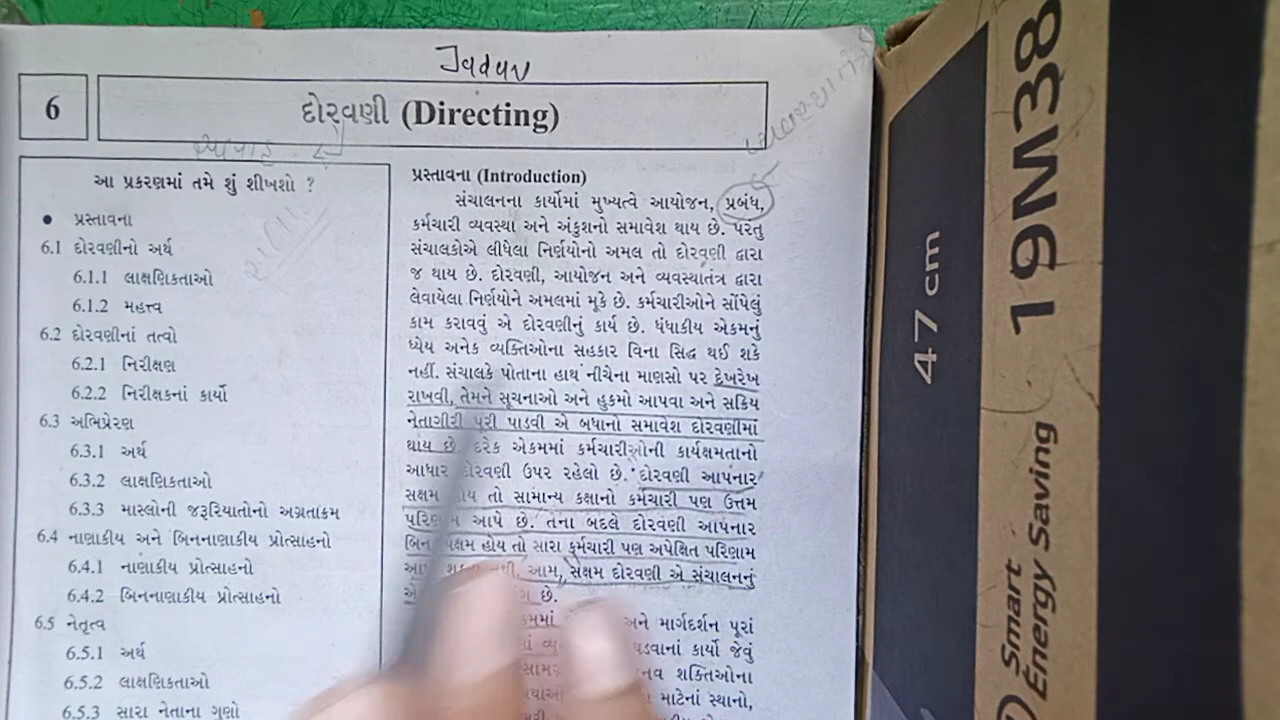 Jadav
6
દોરવણી (Directing)
આ પ્રકરણમાં તમે શું શીખશો ?
• પ્રસ્તાવના
6.1 દોરવણીનો અર્થ
6.1.1 લાક્ષણિકતાઓ
6.1.2 મહત્ત્વ
6.2 દોરવણીનાં તત્વો
6.2.1 નિરીક્ષણ
6.2.2 નિરીક્ષકનાં કાર્યો
6.3 અભિપ્રેરણ
6.3.1 અર્થ
6.3.2 લાક્ષણિકતાઓ
6.3.3 માસ્લોની જરૂરિયાતોનો અગ્રતાક્રમ
6.4 નાણાકીય અને બિનનાણાકીય પ્રોત્સાહનો
6.4.1 નાણાકીય પ્રોત્સાહનો
6.4.2 બિનનાણાકીય પ્રોત્સાહનો
6.5 નેતૃત્વ
6.5.1 અર્થ
6.5.2 લાક્ષણિકતાઓ
6.5.3 સારા નેતાના ગુણો
પ્રસ્તાવના (Introduction)
સંચાલનના કાર્યોમાં મુખ્યત્વે આયોજન, પ્રબંધ,
કર્મચારી વ્યવસ્થા અને અંકુશનો સમાવેશ થાય છે. પરંતુ
સંચાલકોએ લીધેલા નિર્ણયોનો અમલ તો દોરવણી દ્વારા
જ થાય છે. દોરવણી, આયોજન અને વ્યવસ્થાતંત્ર દ્વારા
લેવાયેલા નિર્ણયોને અમલમાં મૂકે છે. કર્મચારીઓને સોંપેલું
કામ કરાવવું એ દોરવણીનું કાર્ય છે. ધંધાકીય એકમનું
ધ્યેય અનેક વ્યક્તિઓના સહકાર વિના સિદ્ધ થઈ શકે
નહીં. સંચાલકે પોતાના હાથ નીચેના માણસો પર દેખરેખ
રાખવી, તેમને સૂચનાઓ અને હુકમો આપવા અને સક્રિય
નેતાગીરી પૂરી પાડવી એ બધાનો સમાવેશ દોરવણીમાં
થાય છે. દરેક એકમમાં કર્મચારીઓની કાર્યક્ષમતાનો
આધાર દોરવણી ઉપર રહેલો છે. દોરવણી આપનાર
સક્ષમ હોય તો સામાન્ય કક્ષાનો કર્મચારી પણ ઉત્તમ
પરિણામ આપે છે. તેના બદલે દોરવણી આપનાર
બિનસક્ષમ હોય તો સારા કર્મચારી પણ અપેક્ષિત પરિણામ
નથી. આમ, સક્ષમ દોરવણી એ સંચાલનનું
છે.
અને માર્ગદર્શન પૂરાં
કાર્યો જેવું
શક્તિઓના
માટેનાં સ્થાનો,
47 cm
19M38
Smart
Energy Saving